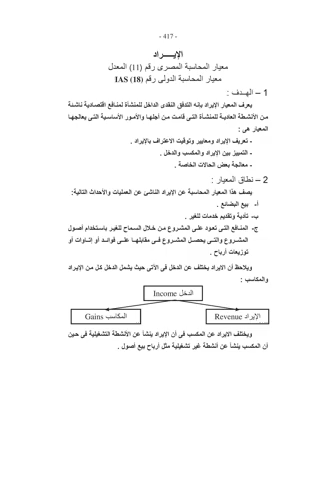 - 417 -
الإيـــــراد
معيار المحاسبة المصرى رقم (11) المعدل
معيار المحاسبة الدولى رقم IAS (18)
1 – الهـدف :
يعرف المعيار الإيراد بإنه التدفق النقدى الداخل للمنشأة لمنافع أقتصادية ناشئة
من الأنشطة العادية للمنشأة التى قامت من أجلها والأمور الأساسية التى يعالجها
المعيار هى :
- تعريف الإيراد ومعايير وتوقيت الاعتراف بالإيراد .
- التمييز بين الإيراد والمكسب والدخل .
- معالجة بعض الحالات الخاصة .
2 – نطاق المعيار :
يصف هذا المعيار المحاسبة عن الإيراد الناشئ عن العمليات والأحداث التالية:
أ- بيع البضائع .
ب- تأدية وتقديم خدمات للغير .
ج- المنافع التى تعود على المشروع من خلال السماح للغير باستخدام أصول
المشروع والتى يحصل المشروع فى مقابلها على فوائد أو إتاوات أو
توزيعات أرباح .
ويلاحظ أن الايراد يختلف عن الدخل فى الآتى حيث يشمل الدخل كل من الإيراد
والمكاسب :
الدخل Income
الإيراد Revenue
المكاسب Gains
ويختلف الايراد عن المكسب فى أن الإيراد ينشأ عن الأنشطة التشغيلية فى حين
أن المكسب ينشأ عن أنشطة غير تشغيلية مثل أرباح بيع أصول .